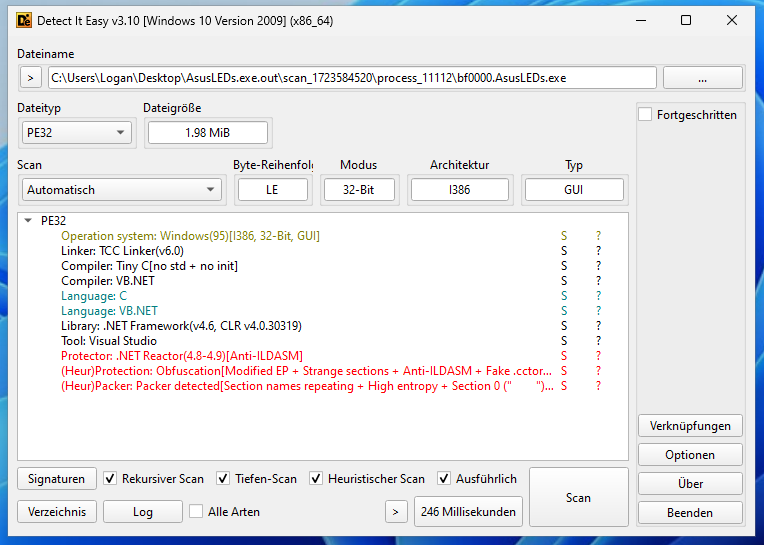 Detect It Easy v3.10 [Windows 10 Version 2009] (x86_64)
Dateiname
> C:\Users\Logan\Desktop\AsusLEDs.exe.out\scan_1723584520\process_11112\bf0000.AsusLEDs.exe ...
Dateityp Dateigröße
PE32 1.98 MiB
Fortgeschritten
Scan Byte-Reihenfolg Modus Architektur Typ
Automatisch LE 32-Bit I386 GUI
PE32
Operation system: Windows(95)[I386, 32-Bit, GUI] S ?
Linker: TCC Linker(v6.0) S ?
Compiler: Tiny C[no std + no init] S ?
Compiler: VB.NET S ?
Language: C S ?
Language: VB.NET S ?
Library: .NET Framework(v4.6, CLR v4.0.30319) S ?
Tool: Visual Studio S ?
Protector: .NET Reactor(4.8-4.9)[Anti-ILDASM] S ?
(Heur)Protection: Obfuscation[Modified EP + Strange sections + Anti-ILDASM + Fake .cctor... S ?
(Heur)Packer: Packer detected[Section names repeating + High entropy + Section 0 (" ")... S ?
Verknüpfungen
Optionen
Über
Beenden
Signaturen Rekursiver Scan Tiefen-Scan Heuristischer Scan Ausführlich
Scan
Verzeichnis Log Alle Arten > 246 Millisekunden